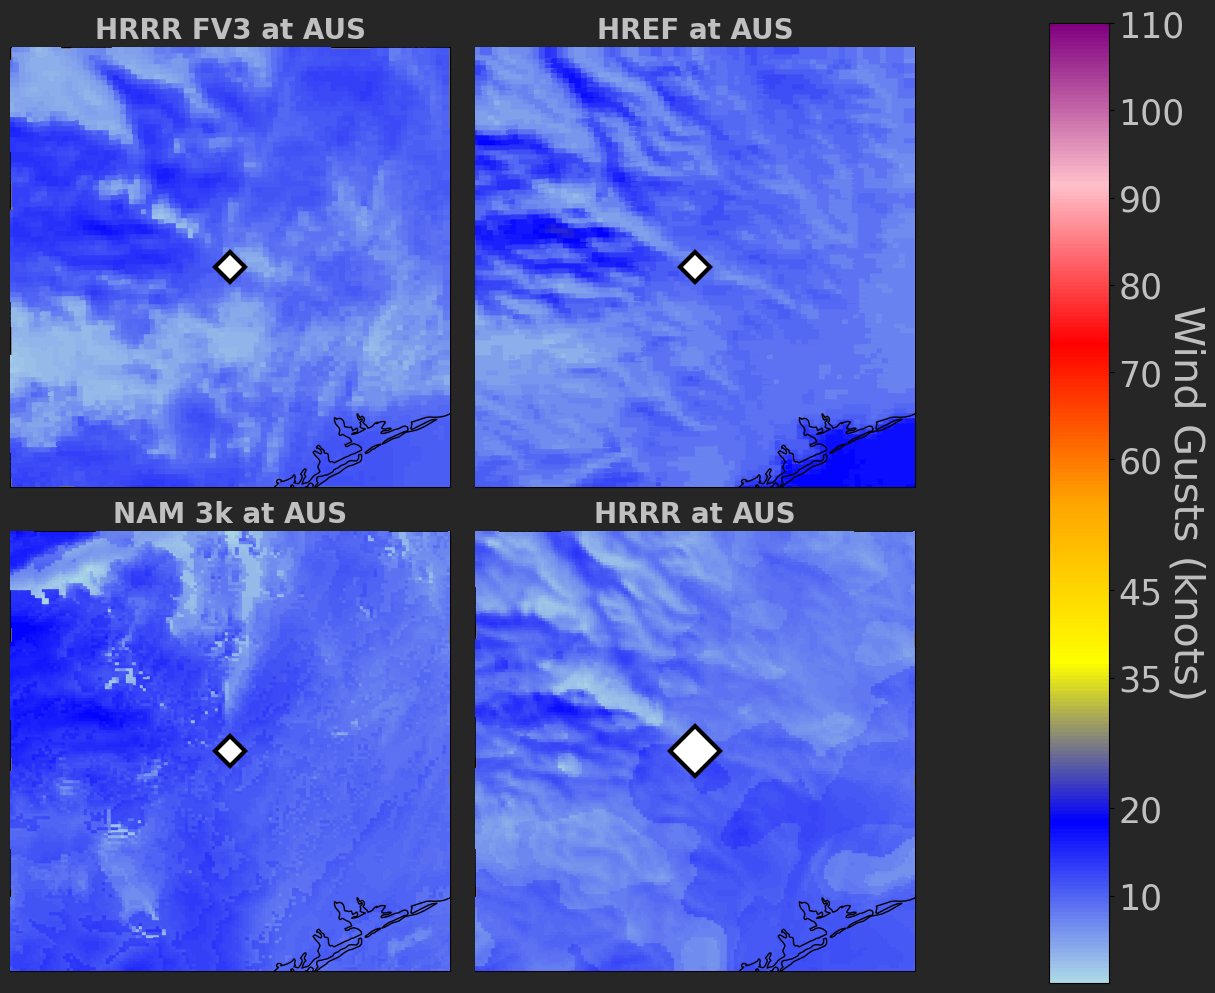 HRRR FV3 at AUS
HREF at AUS
NAM 3k at AUS
HRRR at AUS
110
100
90
80
70
60
45
35
20
10
Wind Gusts (knots)